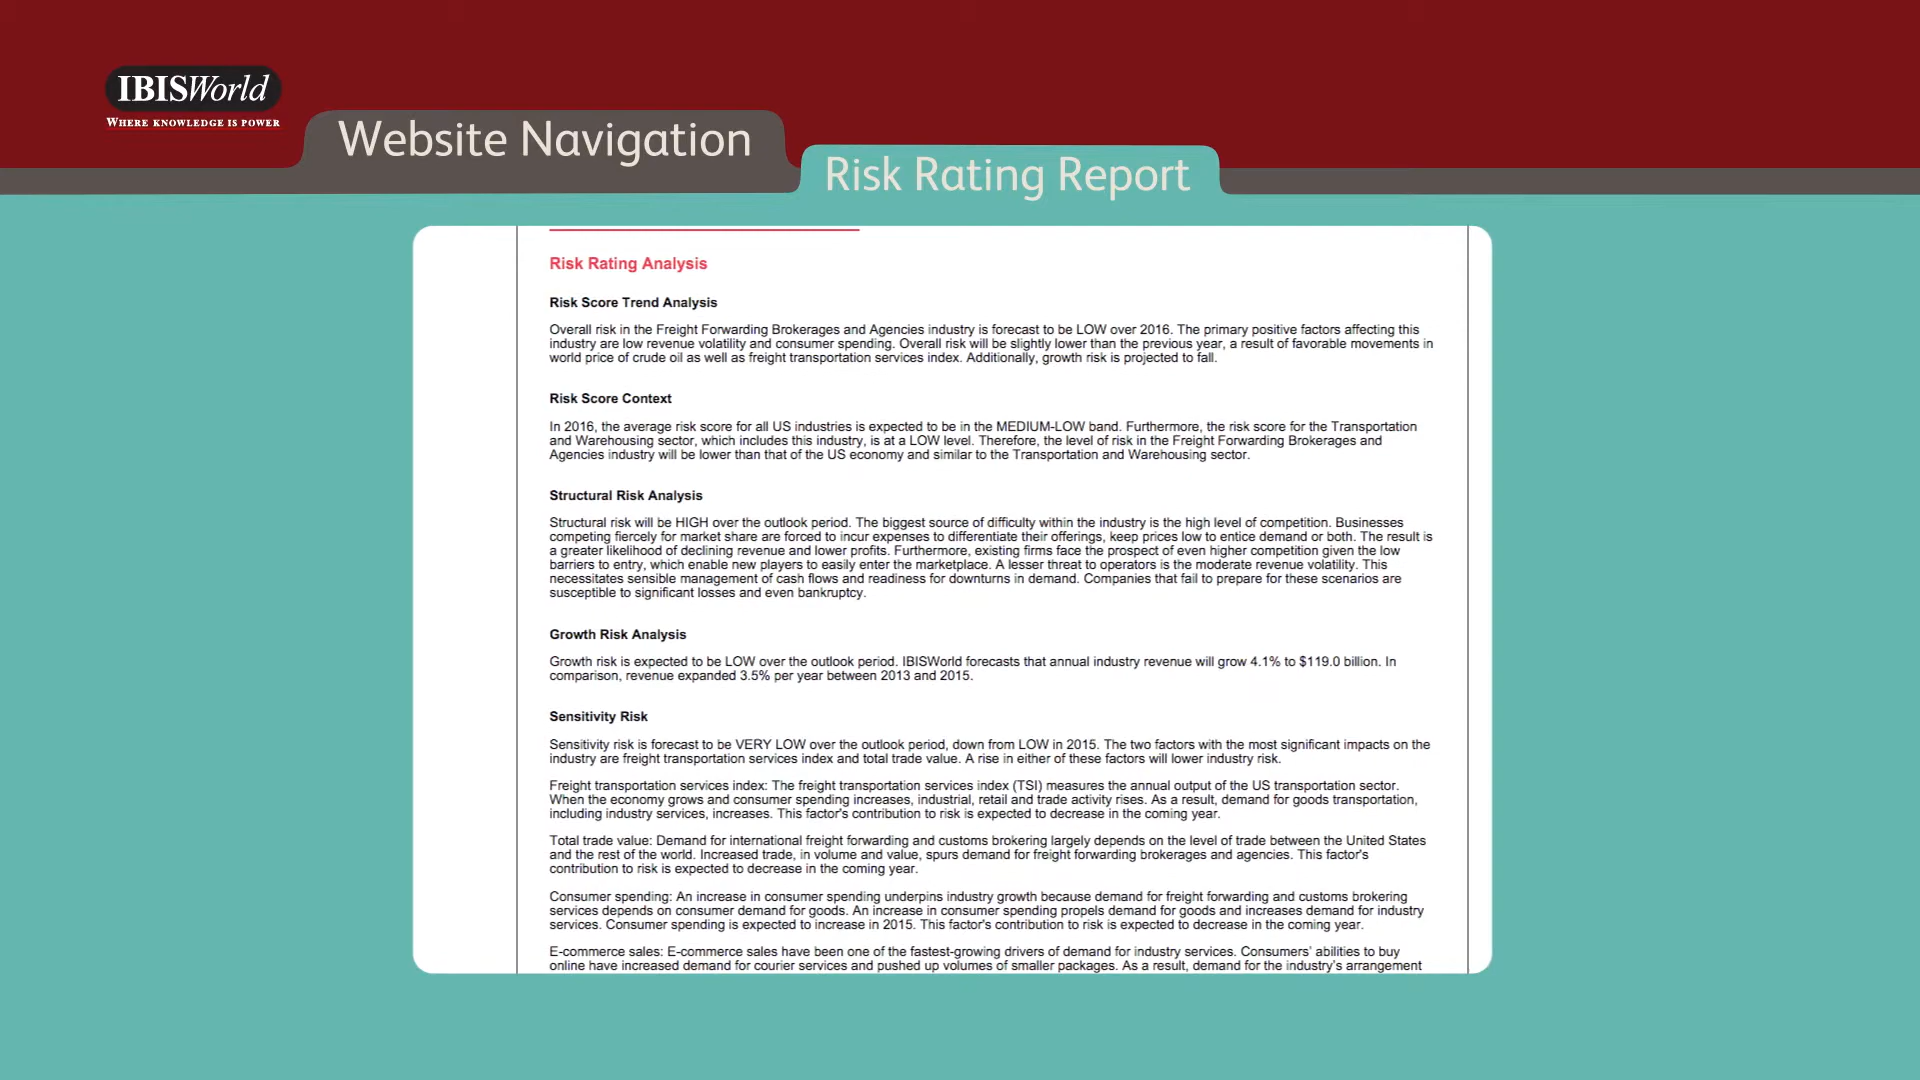 IBISWorld
WHERE KNOWLEDGE IS POWER
Website Navigation
Risk Rating Report
Risk Rating Analysis
Risk Score Trend Analysis
Overall risk in the Freight Forwarding Brokerages and Agencies industry is forecast to be LOW over 2016. The primary positive factors affecting this
industry are low revenue volatility and consumer spending. Overall risk will be slightly lower than the previous year, a result of favorable movements in
world price of crude oil as well as freight transportation services index. Additionally, growth risk is projected to fall.
Risk Score Context
In 2016, the average risk score for all US industries is expected to be in the MEDIUM-LOW band. Furthermore, the risk score for the Transportation
and Warehousing sector, which includes this industry, is at a LOW level. Therefore, the level of risk in the Freight Forwarding Brokerages and
Agencies industry will be lower than that of the US economy and similar to the Transportation and Warehousing sector.
Structural Risk Analysis
Structural risk will be HIGH over the outlook period. The biggest source of difficulty within the industry is the high level of competition. Businesses
competing fiercely for market share are forced to incur expenses to differentiate their offerings, keep prices low to entice demand or both. The result is
a greater likelihood of declining revenue and lower profits. Furthermore, existing firms face the prospect of even higher competition given the low
barriers to entry, which enable new players to easily enter the marketplace. A lesser threat to operators is the moderate revenue volatility. This
necessitates sensible management of cash flows and readiness for downturns in demand. Companies that fail to prepare for these scenarios are
susceptible to significant losses and even bankruptcy.
Growth Risk Analysis
Growth risk is expected to be LOW over the outlook period. IBISWorld forecasts that annual industry revenue will grow 4.1% to $119.0 billion. In
comparison, revenue expanded 3.5% per year between 2013 and 2015.
Sensitivity Risk
Sensitivity risk is forecast to be VERY LOW over the outlook period, down from LOW in 2015. The two factors with the most significant impacts on the
industry are freight transportation services index and total trade value. A rise in either of these factors will lower industry risk.
Freight transportation services index: The freight transportation services index (TSI) measures the annual output of the US transportation sector.
When the economy grows and consumer spending increases, industrial, retail and trade activity rises. As a result, demand for goods transportation,
including industry services, increases. This factor's contribution to risk is expected to decrease in the coming year.
Total trade value: Demand for international freight forwarding and customs brokering largely depends on the level of trade between the United States
and the rest of the world. Increased trade, in volume and value, spurs demand for freight forwarding brokerages and agencies. This factor's
contribution to risk is expected to decrease in the coming year.
Consumer spending: An increase in consumer spending underpins industry growth because demand for freight forwarding and customs brokering
services depends on consumer demand for goods. An increase in consumer spending propels demand for goods and increases demand for industry
services. Consumer spending is expected to increase in 2015. This factor's contribution to risk is expected to decrease in the coming year.
E-commerce sales: E-commerce sales have been one of the fastest-growing drivers of demand for industry services. Consumers' abilities to buy
online have increased demand for courier services and pushed up volumes of smaller packages. As a result, demand for the industry's arrangement